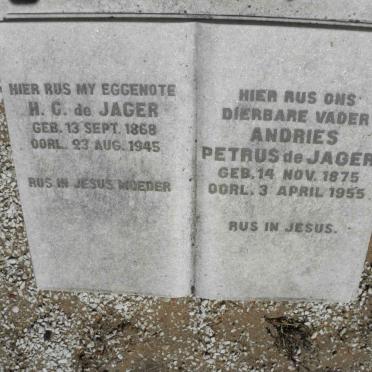 HIER RUS MY EGGENOTE
H. C. de JAGER
GEB. 13 SEPT. 1868
OORL. 23 AUG. 1945
RUS IN JESUS MOEDER
HIER RUS ONS
DIERBARE VADER
ANDRIES
PETRUS de JAGER
GEB. 14 NOV. 1875
OORL. 3 APRIL 1955
RUS IN JESUS.